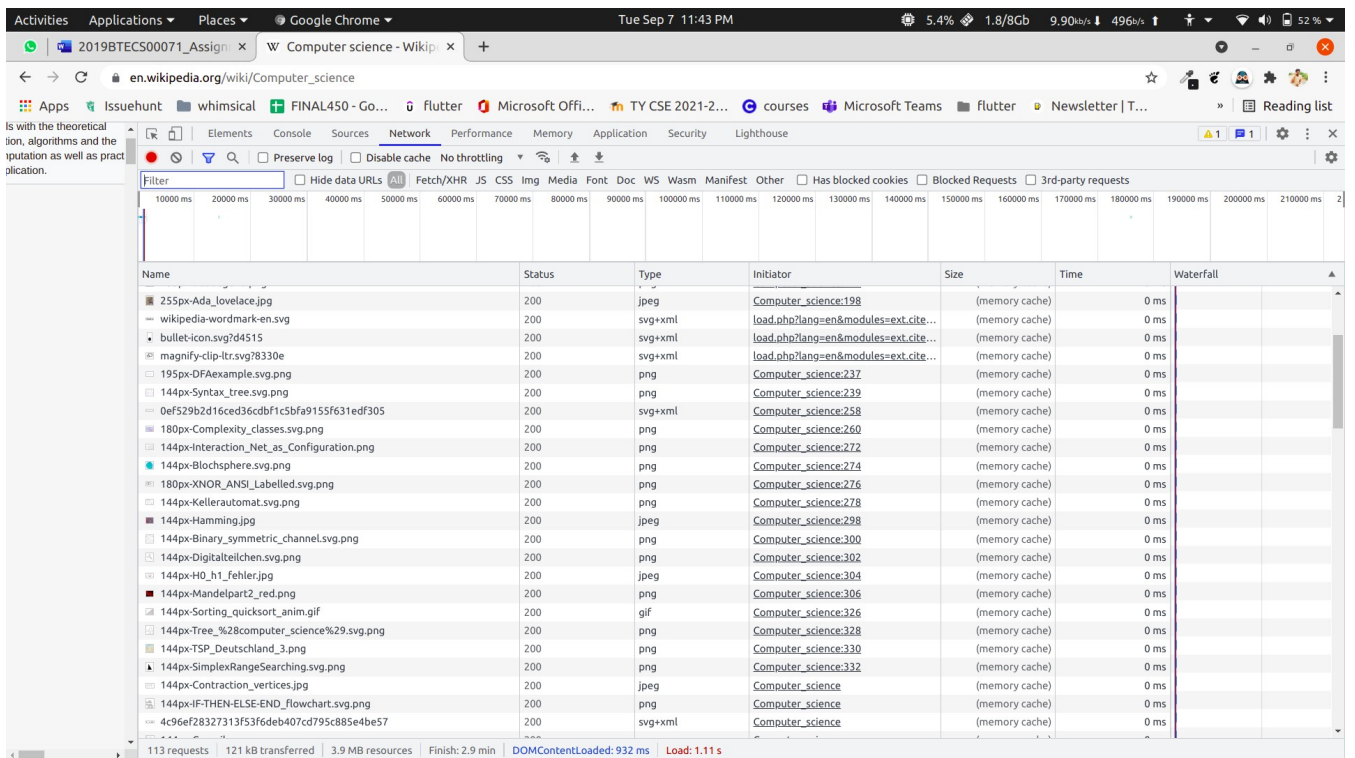 Activities Applications Places Google Chrome Tue Sep 7 11:43 PM 5.4% 1.8/8Gb 9.90kb/s 496b/s 52 %
2019BTECS00071_Assign W Computer science - Wikip
en.wikipedia.org/wiki/Computer_science
Apps Issuehunt whimsical FINAL450 - Go... flutter Microsoft Offi... TY CSE 2021-2... courses Microsoft Teams flutter Newsletter | T... » Reading list
ls with the theoretical
tion, algorithms and the
mputation as well as pract
plication.
Elements Console Sources Network Performance Memory Application Security Lighthouse 1 1
Preserve log Disable cache No throttling
Filter Hide data URLs All Fetch/XHR JS CSS Img Media Font Doc WS Wasm Manifest Other Has blocked cookies Blocked Requests 3rd-party requests
10000 ms 20000 ms 30000 ms 40000 ms 50000 ms 60000 ms 70000 ms 80000 ms 90000 ms 100000 ms 110000 ms 120000 ms 130000 ms 140000 ms 150000 ms 160000 ms 170000 ms 180000 ms 190000 ms 200000 ms 210000 ms 2
Name Status Type Initiator Size Time Waterfall
255px-Ada_lovelace.jpg 200 jpeg Computer_science:198 (memory cache) 0 ms
wikipedia-wordmark-en.svg 200 svg+xml load.php?lang=en&modules=ext.cite... (memory cache) 0 ms
bullet-icon.svg?d4515 200 svg+xml load.php?lang=en&modules=ext.cite... (memory cache) 0 ms
magnify-clip-ltr.svg?8330e 200 svg+xml load.php?lang=en&modules=ext.cite... (memory cache) 0 ms
195px-DFAexample.svg.png 200 png Computer_science:237 (memory cache) 0 ms
144px-Syntax_tree.svg.png 200 png Computer_science:239 (memory cache) 0 ms
0ef529b2d16ced36cdbf1c5bfa9155f631edf305 200 svg+xml Computer_science:258 (memory cache) 0 ms
180px-Complexity_classes.svg.png 200 png Computer_science:260 (memory cache) 0 ms
144px-Interaction_Net_as_Configuration.png 200 png Computer_science:272 (memory cache) 0 ms
144px-Blochsphere.svg.png 200 png Computer_science:274 (memory cache) 0 ms
180px-XNOR_ANSI_Labelled.svg.png 200 png Computer_science:276 (memory cache) 0 ms
144px-Kellerautomat.svg.png 200 png Computer_science:278 (memory cache) 0 ms
144px-Hamming.jpg 200 jpeg Computer_science:298 (memory cache) 0 ms
144px-Binary_symmetric_channel.svg.png 200 png Computer_science:300 (memory cache) 0 ms
144px-Digitalteilchen.svg.png 200 png Computer_science:302 (memory cache) 0 ms
144px-H0_h1_fehler.jpg 200 jpeg Computer_science:304 (memory cache) 0 ms
144px-Mandelpart2_red.png 200 png Computer_science:306 (memory cache) 0 ms
144px-Sorting_quicksort_anim.gif 200 gif Computer_science:326 (memory cache) 0 ms
144px-Tree_%28computer_science%29.svg.png 200 png Computer_science:328 (memory cache) 0 ms
144px-TSP_Deutschland_3.png 200 png Computer_science:330 (memory cache) 0 ms
144px-SimplexRangeSearching.svg.png 200 png Computer_science:332 (memory cache) 0 ms
144px-Contraction_vertices.jpg 200 jpeg Computer_science (memory cache) 0 ms
144px-IF-THEN-ELSE-END_flowchart.svg.png 200 png Computer_science (memory cache) 0 ms
4c96ef28327313f53f6deb407cd795c885e4be57 200 svg+xml Computer_science (memory cache) 0 ms
113 requests 121 kB transferred 3.9 MB resources Finish: 2.9 min DOMContentLoaded: 932 ms Load: 1.11 s